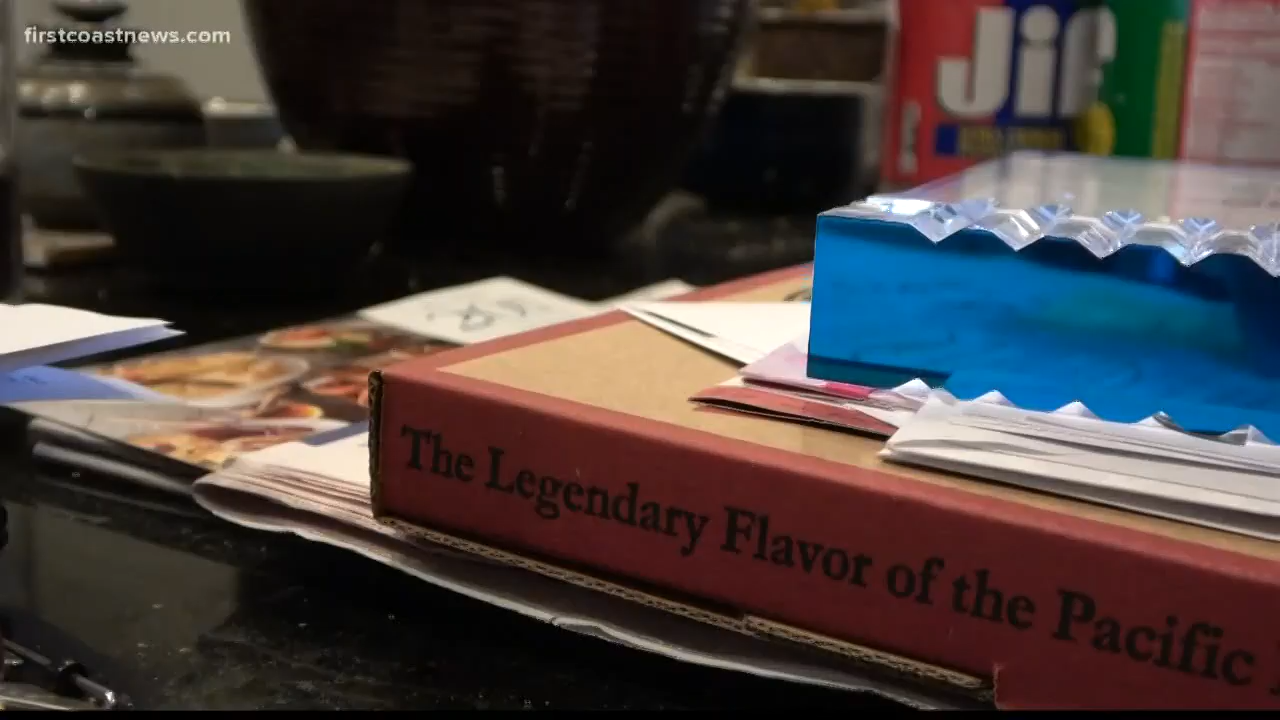 firstcoastnews.com
Jif
The Legendary Flavor of the Pacific